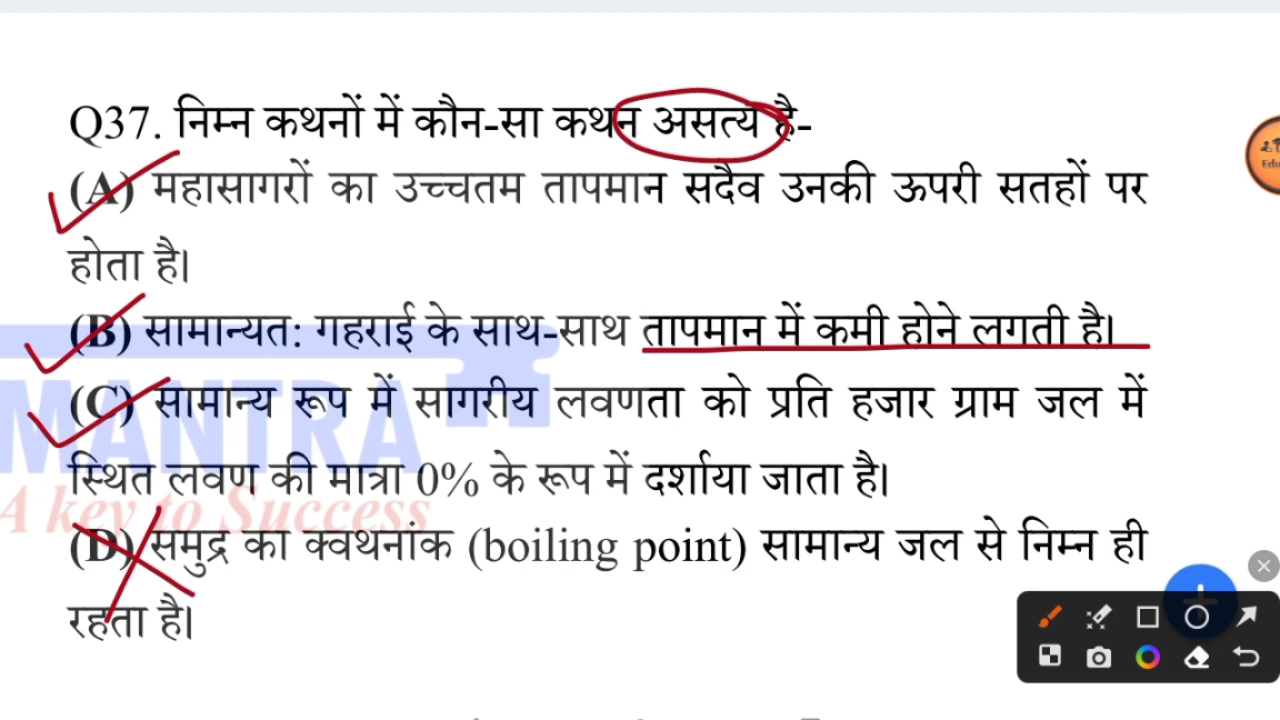 Q37. निम्न कथनों में कौन-सा कथन असत्य है-
(A) महासागरों का उच्चतम तापमान सदैव उनकी ऊपरी सतहों पर
होता है।
(B) सामान्यत: गहराई के साथ-साथ तापमान में कमी होने लगती है।
(C) सामान्य रूप में सागरीय लवणता को प्रति हजार ग्राम जल में
स्थित लवण की मात्रा 0% के रूप में दर्शाया जाता है।
(D) समुद्र का क्वथनांक (boiling point) सामान्य जल से निम्न ही
रहता है।
MANTRA
A key to Success
Edu